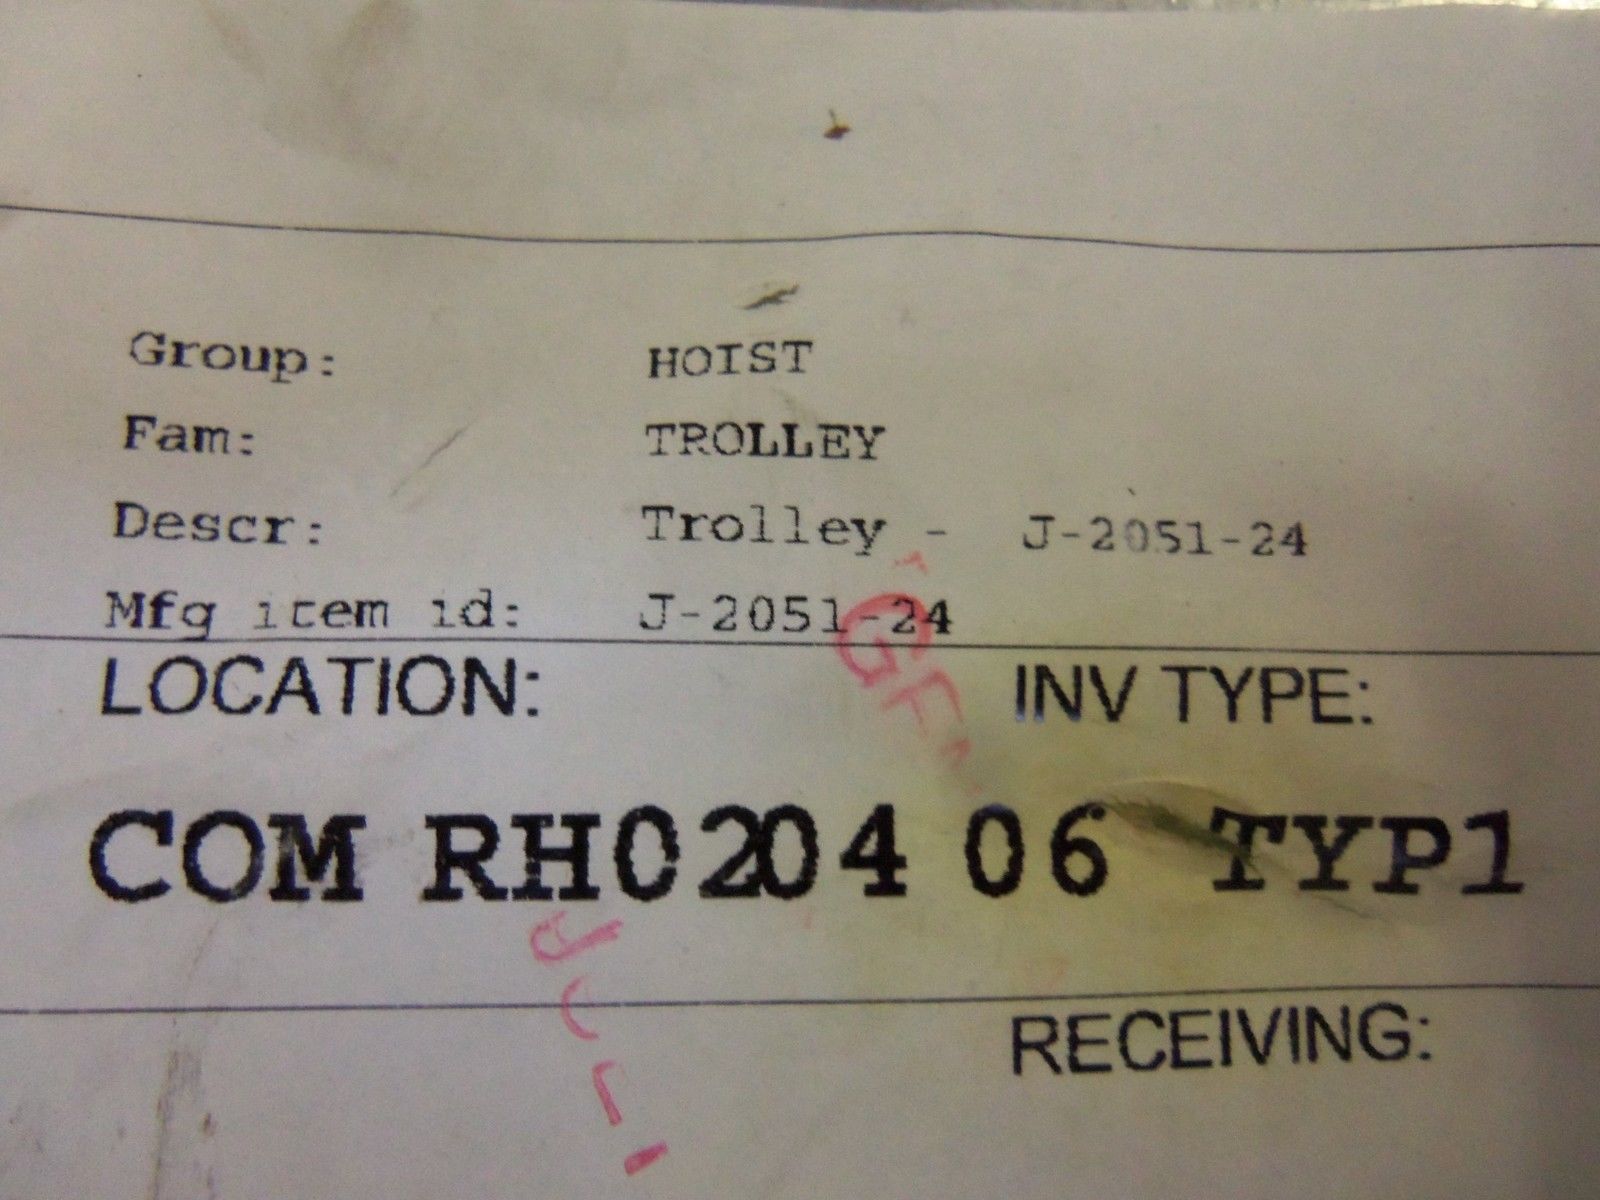 Group: HOIST
Fam: TROLLEY
Descr: Trolley - J-2051-24
Mfg item id: J-2051-24
LOCATION: INV TYPE:
COM RH0204 06 TYP1
RECEIVING: